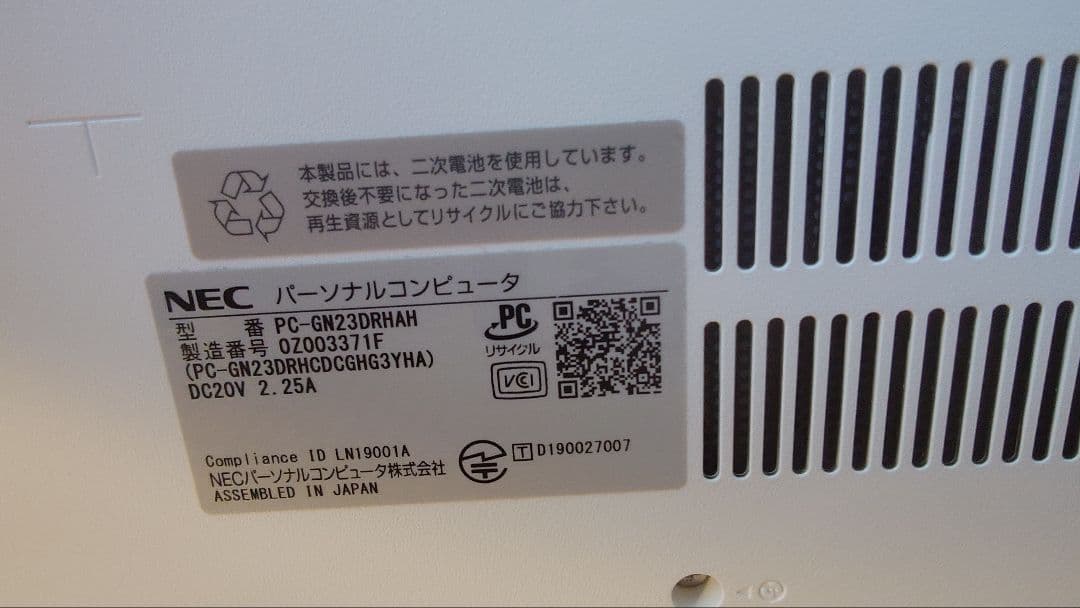 本製品には、二次電池を使用しています。
交換後不要になった二次電池は、
再生資源としてリサイクルにご協力下さい。
NEC パーソナルコンピュータ
型 番 PC-GN23DRHAH
製造番号 0Z003371F
(PC-GN23DRHCDCGHG3YHA)
DC20V 2.25A
PC
リサイクル
VCI
Compliance ID LN19001A
NECパーソナルコンピュータ株式会社
ASSEMBLED IN JAPAN
T D190027007